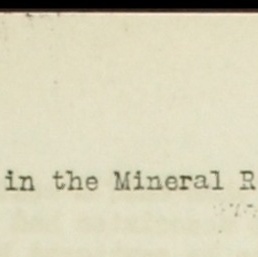 in the Mineral R